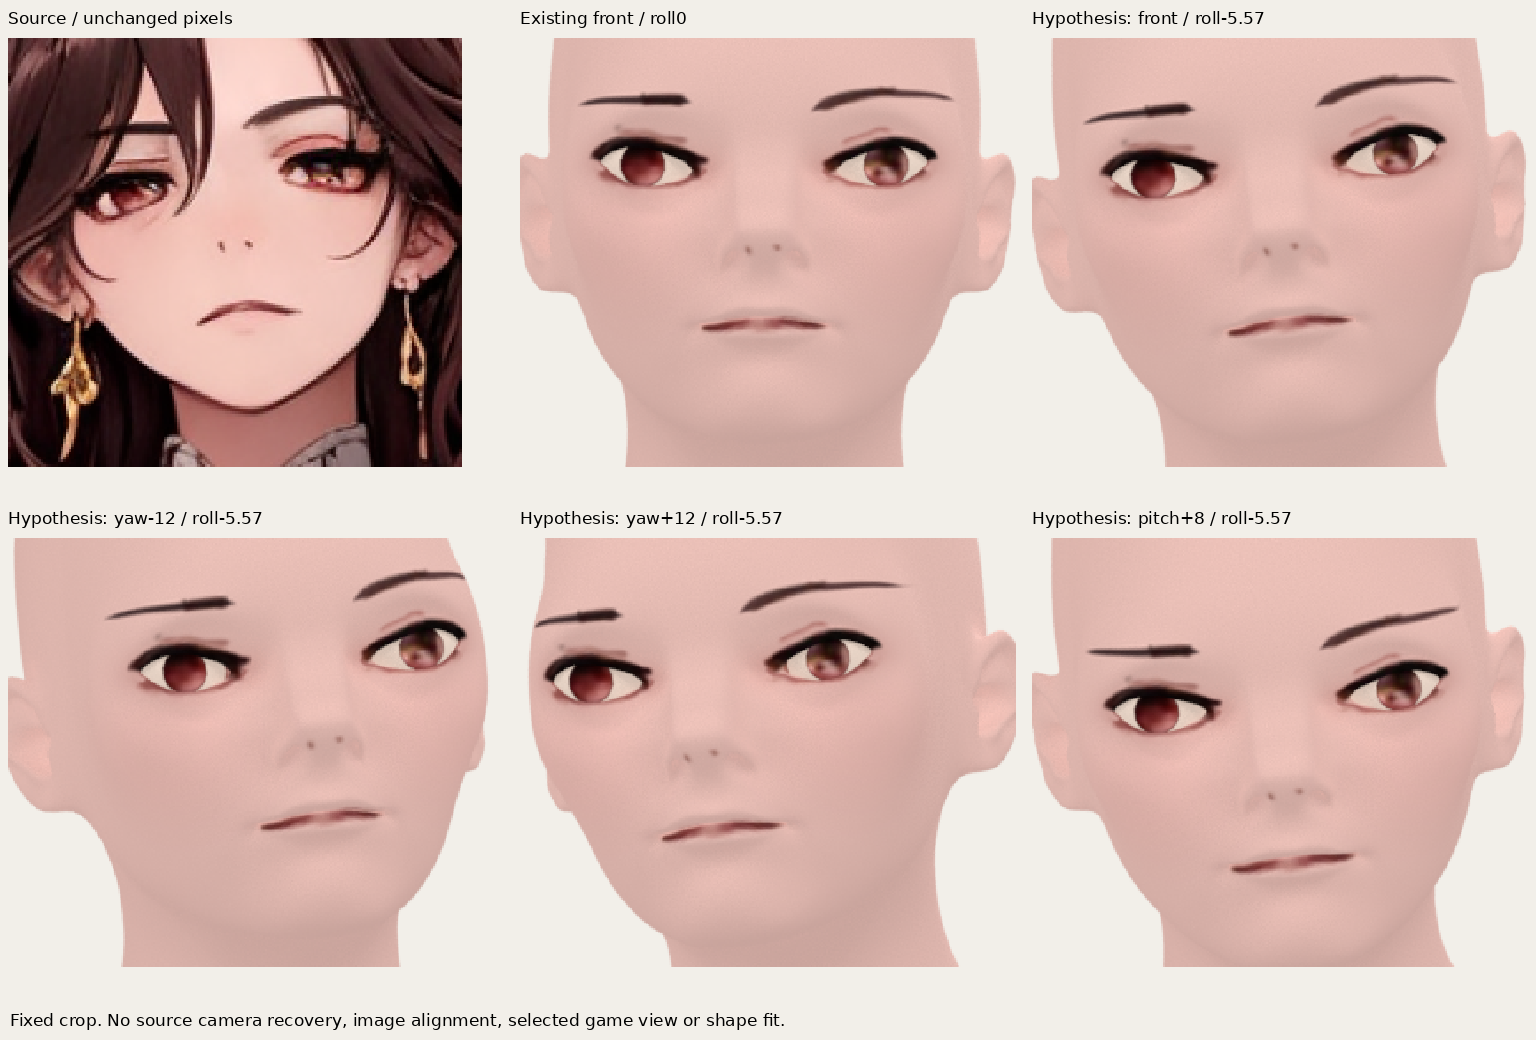 Source / unchanged pixels
Existing front / roll0
Hypothesis: front / roll-5.57
Hypothesis: yaw-12 / roll-5.57
Hypothesis: yaw+12 / roll-5.57
Hypothesis: pitch+8 / roll-5.57
Fixed crop. No source camera recovery, image alignment, selected game view or shape fit.